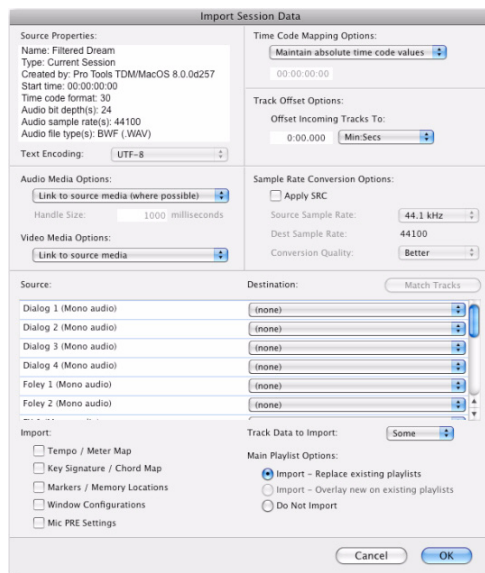 Import Session Data
Source Properties:
Name: Filtered Dream
Type: Current Session
Created by: Pro Tools TDM/MacOS 8.0.0d257
Start time: 00:00:00:00
Time code format: 30
Audio bit depth(s): 24
Audio sample rate(s): 44100
Audio file type(s): BWF (.WAV)
Text Encoding: UTF-8
Time Code Mapping Options:
Maintain absolute time code values
00:00:00:00
Track Offset Options:
Offset Incoming Tracks To:
0:00.000 Min:Secs
Audio Media Options:
Link to source media (where possible)
Handle Size: 1000 milliseconds
Video Media Options:
Link to source media
Sample Rate Conversion Options:
Apply SRC
Source Sample Rate: 44.1 kHz
Dest Sample Rate: 44100
Conversion Quality: Better
Source: Destination: Match Tracks
Dialog 1 (Mono audio) (none)
Dialog 2 (Mono audio) (none)
Dialog 3 (Mono audio) (none)
Dialog 4 (Mono audio) (none)
Foley 1 (Mono audio) (none)
Foley 2 (Mono audio) (none)
Import:
Tempo / Meter Map
Key Signature / Chord Map
Markers / Memory Locations
Window Configurations
Mic PRE Settings
Track Data to Import: Some
Main Playlist Options:
Import - Replace existing playlists
Import - Overlay new on existing playlists
Do Not Import
Cancel OK